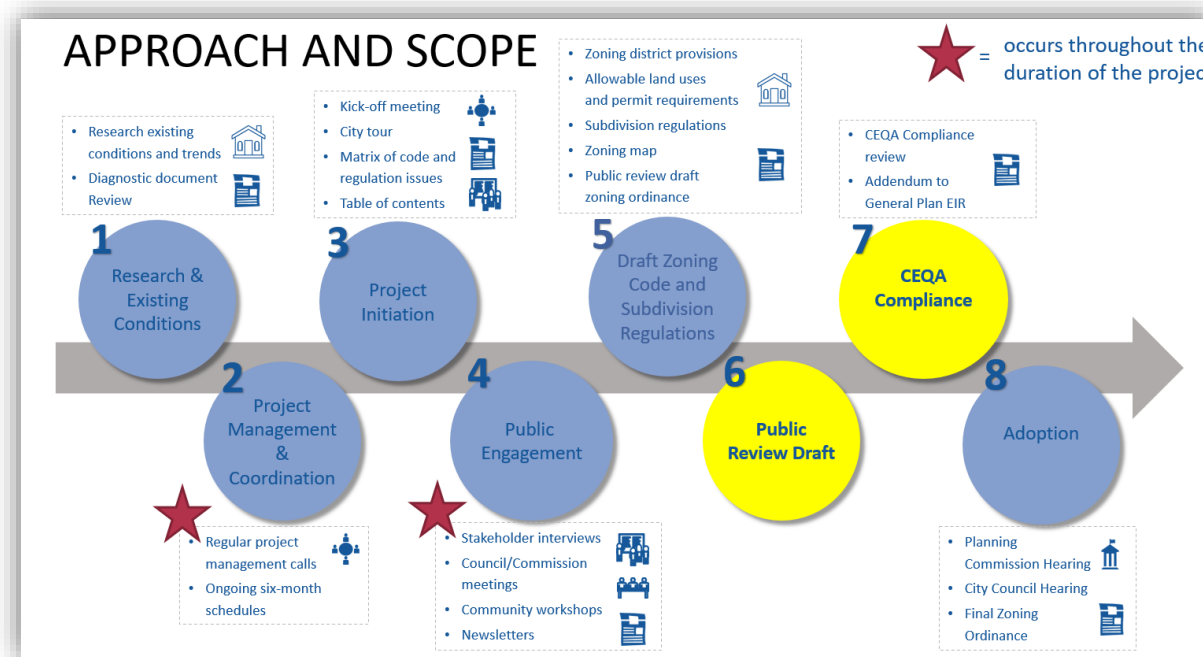 APPROACH AND SCOPE
= occurs throughout the
duration of the projec
• Research existing
conditions and trends
• Diagnostic document
Review
• Kick-off meeting
• City tour
• Matrix of code and
regulation issues
• Table of contents
• Zoning district provisions
• Allowable land uses
and permit requirements
• Subdivision regulations
• Zoning map
• Public review draft
zoning ordinance
• CEQA Compliance
review
• Addendum to
General Plan EIR
1
Research &
Existing
Conditions
3
Project
Initiation
5
Draft Zoning
Code and
Subdivision
Regulations
7
CEQA
Compliance
2
Project
Management
&
Coordination
4
Public
Engagement
6
Public
Review Draft
8
Adoption
• Regular project
management calls
• Ongoing six-month
schedules
• Stakeholder interviews
• Council/Commission
meetings
• Community workshops
• Newsletters
• Planning
Commission Hearing
• City Council Hearing
• Final Zoning
Ordinance